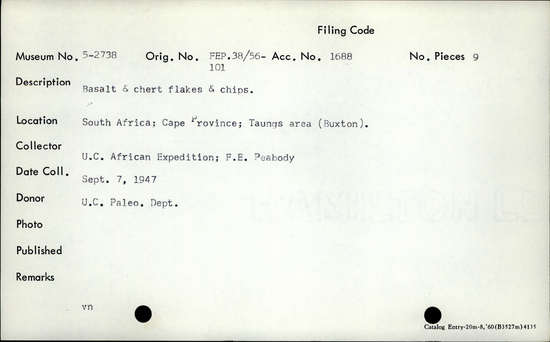 Filing Code
Museum No. 5-2738 Orig. No. FEP.38/56- Acc. No. 1688 No. Pieces 9
101
Description Basalt & chert flakes & chips.
Location South Africa; Cape Province; Taungs area (Buxton).
Collector U.C. African Expedition; F.E. Peabody
Date Coll. Sept. 7, 1947
Donor U.C. Paleo. Dept.
Photo
Published
Remarks
vn
Catalog Entry-20m-8,'60(B3527m)4135